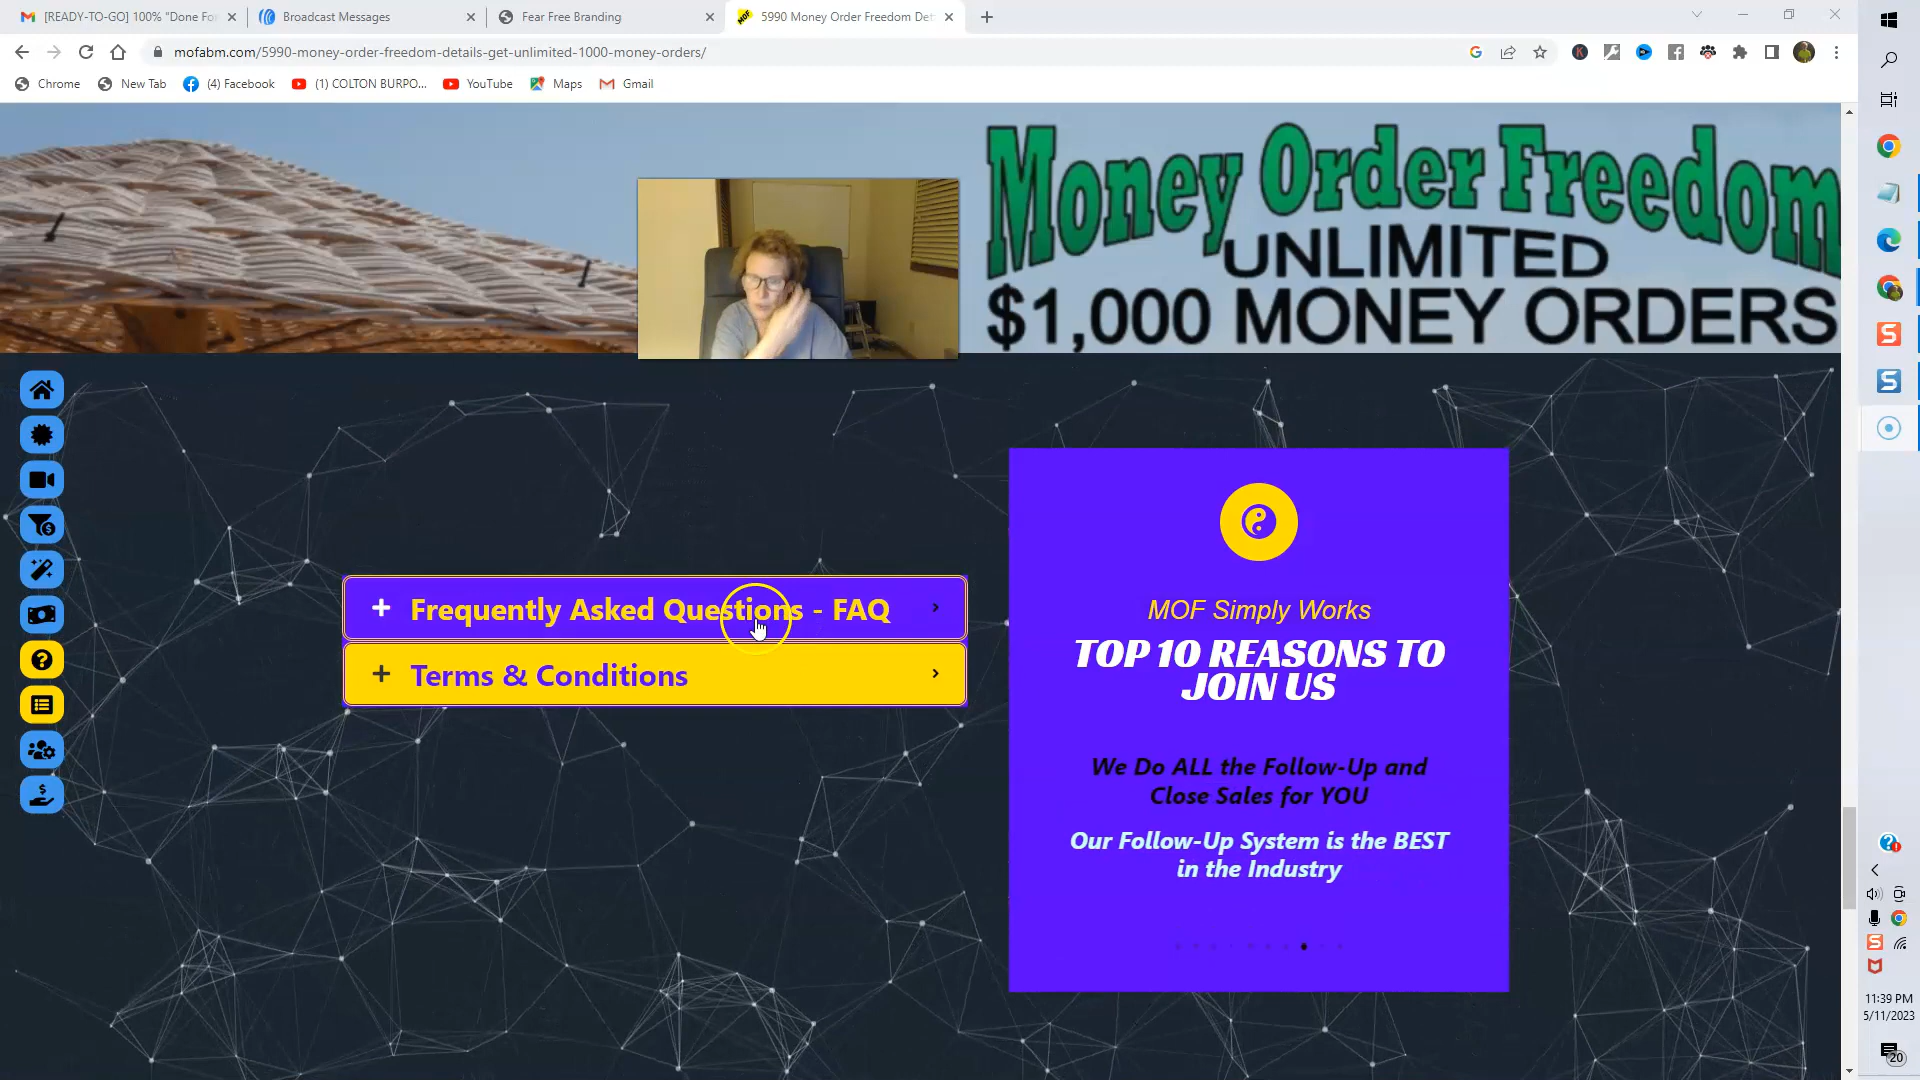 [READY-TO-GO] 100% "Done For
Broadcast Messages
Fear Free Branding
5990 Money Order Freedom Det
mofabm.com/5990-money-order-freedom-details-get-unlimited-1000-money-orders/
Chrome
New Tab
(4) Facebook
(1) COLTON BURPO...
YouTube
Maps
Gmail
Money Order Freedom
UNLIMITED
$1,000 MONEY ORDERS
Frequently Asked Questions - FAQ
Terms & Conditions
MOF Simply Works
TOP 10 REASONS TO
JOIN US
We Do ALL the Follow-Up and
Close Sales for YOU
Our Follow-Up System is the BEST
in the Industry
11:39 PM
5/11/2023
20